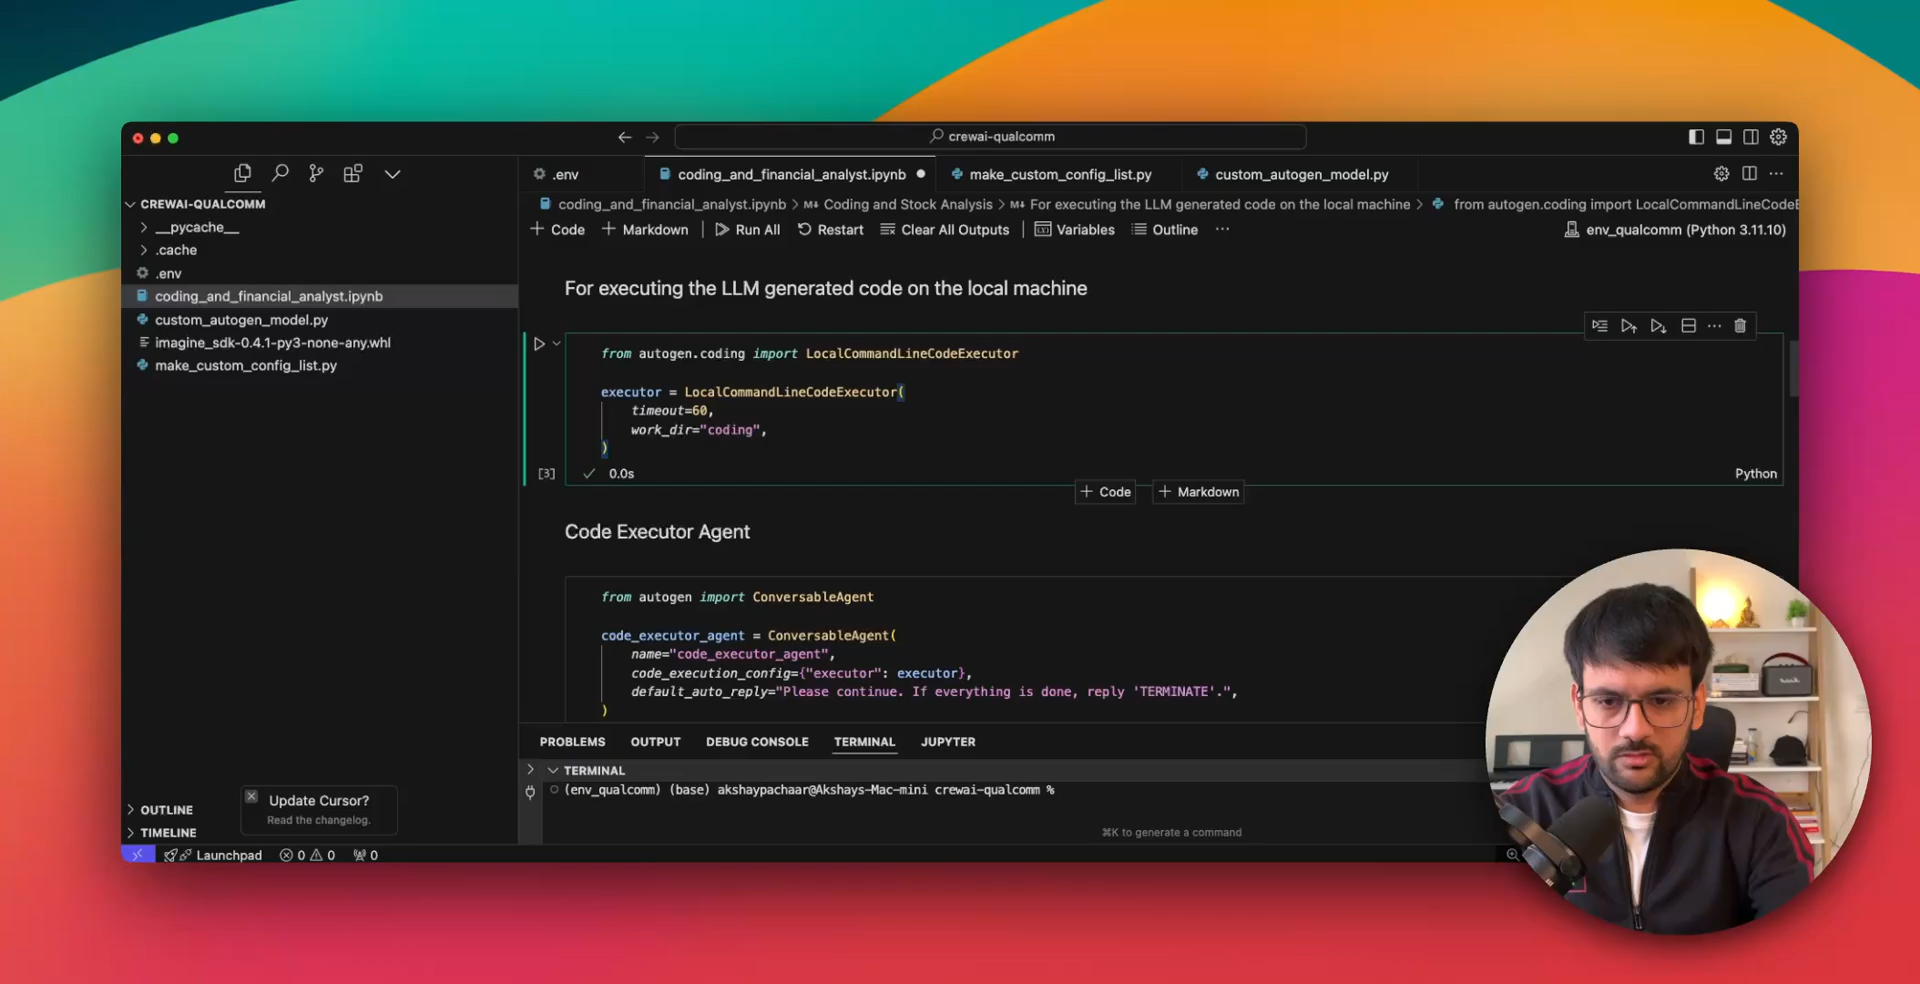 crewai-qualcomm
.env
coding_and_financial_analyst.ipynb
make_custom_config_list.py
custom_autogen_model.py
CREWAI-QUALCOMM
__pycache__
.cache
.env
coding_and_financial_analyst.ipynb
custom_autogen_model.py
imagine_sdk-0.4.1-py3-none-any.whl
make_custom_config_list.py
OUTLINE
TIMELINE
Update Cursor?
Read the changelog.
coding_and_financial_analyst.ipynb > M↓ Coding and Stock Analysis > M↓ For executing the LLM generated code on the local machine > from autogen.coding import LocalCommandLineCodeE
+ Code + Markdown Run All Restart Clear All Outputs Variables Outline ... env_qualcomm (Python 3.11.10)
For executing the LLM generated code on the local machine
from autogen.coding import LocalCommandLineCodeExecutor
executor = LocalCommandLineCodeExecutor(
timeout=60,
work_dir="coding",
)
[3] ✓ 0.0s Python
+ Code + Markdown
Code Executor Agent
from autogen import ConversableAgent
code_executor_agent = ConversableAgent(
name="code_executor_agent",
code_execution_config={"executor": executor},
default_auto_reply="Please continue. If everything is done, reply 'TERMINATE'.",
)
PROBLEMS OUTPUT DEBUG CONSOLE TERMINAL JUPYTER
TERMINAL
(env_qualcomm) (base) akshaypachaar@Akshays-Mac-mini crewai-qualcomm %
⌘K to generate a command
Launchpad 0 0 0